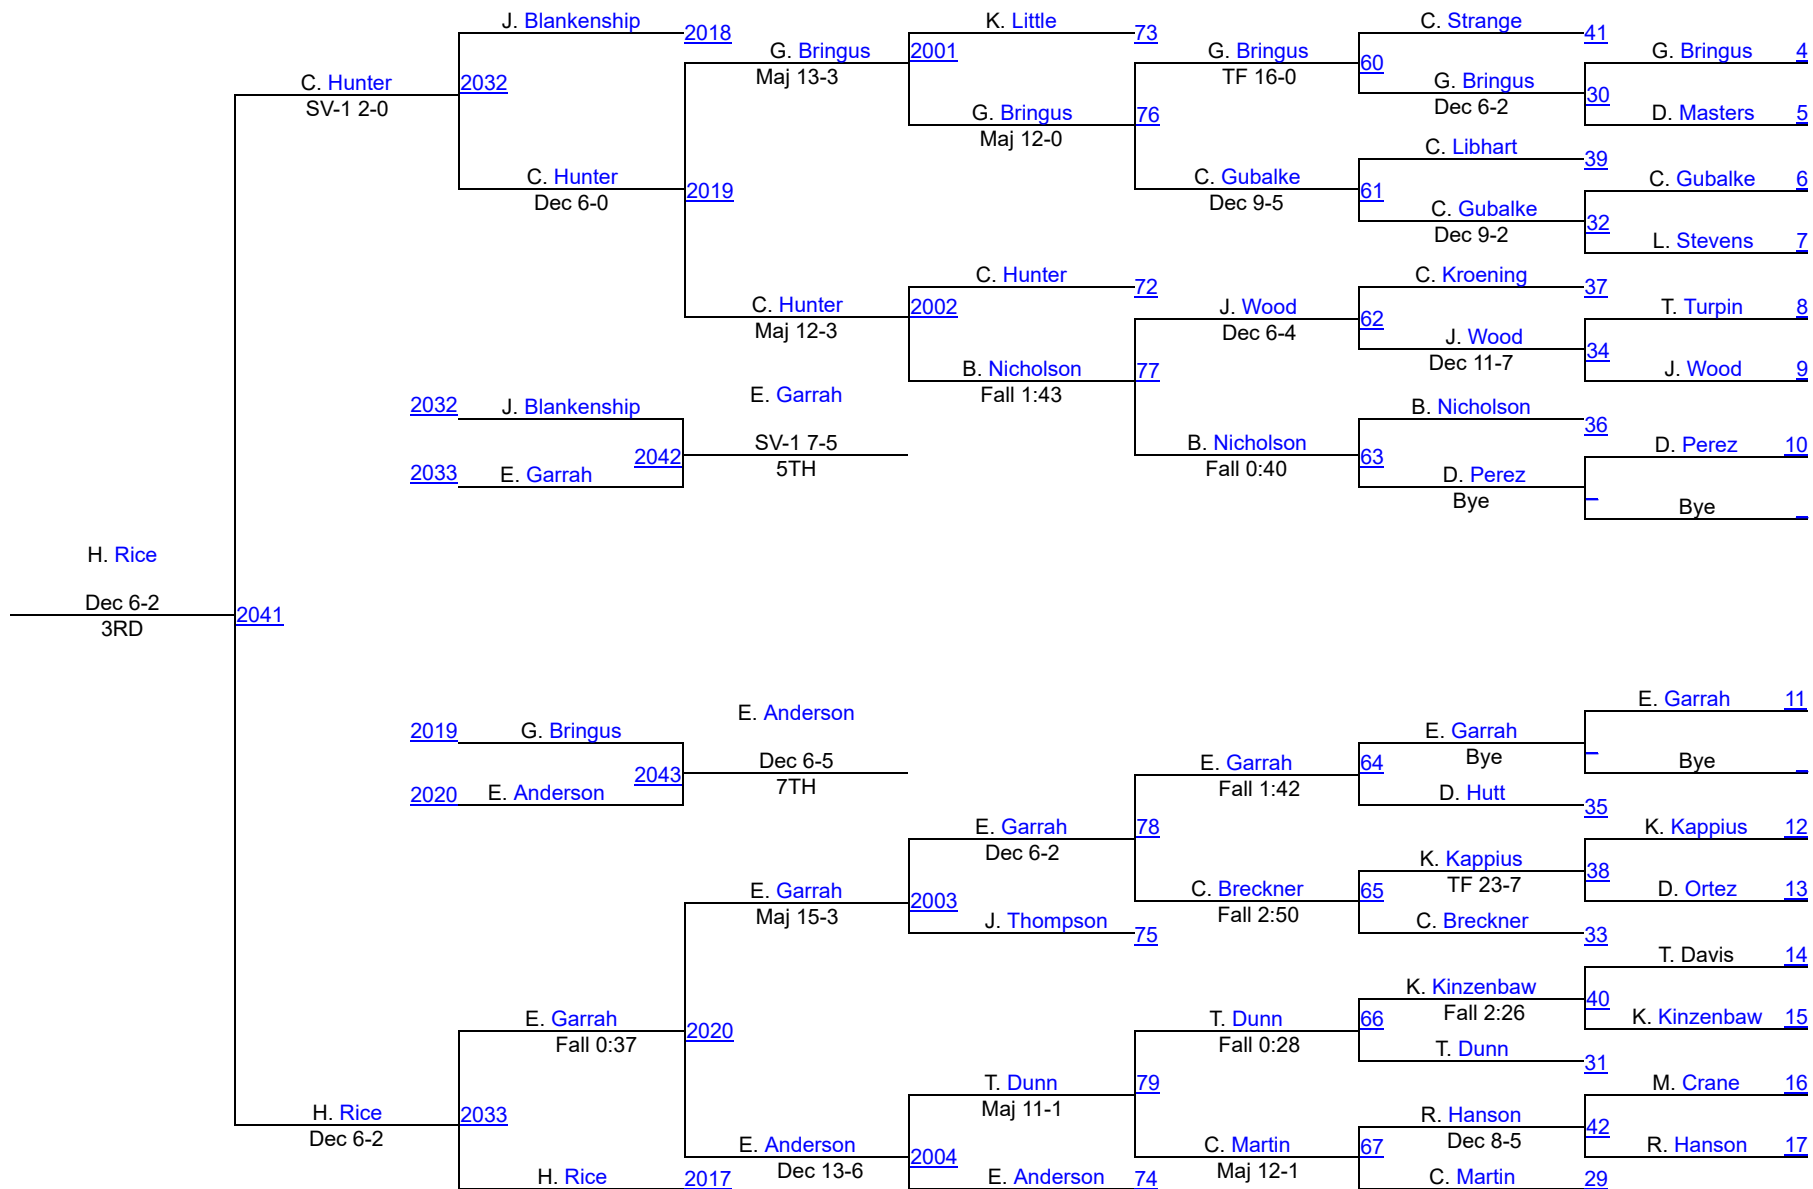 J. Blankenship
K. Little
C. Strange
2018
73
41
G. Bringus
2001
G. Bringus
G. Bringus
4
C. Hunter
2032
Maj 13-3
TF 16-0
60
G. Bringus
SV-1 2-0
G. Bringus
76
Dec 6-2
30
D. Masters
5
Maj 12-0
C. Libhart
39
C. Hunter
C. Gubalke
C. Gubalke
6
Dec 6-0
2019
Dec 9-5
61
C. Gubalke
32
Dec 9-2
L. Stevens
7
C. Hunter
C. Kroening
72
37
C. Hunter
2002
J. Wood
T. Turpin
8
Maj 12-3
Dec 6-4
62
J. Wood
34
B. Nicholson
77
Dec 11-7
J. Wood
9
Fall 1:43
E. Garrah
2032
J. Blankenship
B. Nicholson
36
SV-1 7-5
B. Nicholson
D. Perez
10
2042
5TH
Fall 0:40
63
2033
E. Garrah
D. Perez
Bye
Bye
H. Rice
Dec 6-2
3RD
2041
E. Garrah
11
E. Anderson
2019
G. Bringus
E. Garrah
Dec 6-5
E. Garrah
64
Bye
Bye
2043
7TH
Fall 1:42
2020
E. Anderson
D. Hutt
35
E. Garrah
78
K. Kappius
12
Dec 6-2
K. Kappius
38
E. Garrah
C. Breckner
65
TF 23-7
D. Ortez
13
Maj 15-3
2003
Fall 2:50
J. Thompson
75
C. Breckner
33
T. Davis
14
K. Kinzenbaw
40
E. Garrah
2020
T. Dunn
66
Fall 2:26
K. Kinzenbaw
15
Fall 0:37
Fall 0:28
T. Dunn
31
T. Dunn
79
M. Crane
16
Maj 11-1
H. Rice
2033
R. Hanson
42
Dec 6-2
E. Anderson
2004
C. Martin
67
Dec 8-5
R. Hanson
17
Dec 13-6
Maj 12-1
H. Rice
2017
E. Anderson
74
C. Martin
29